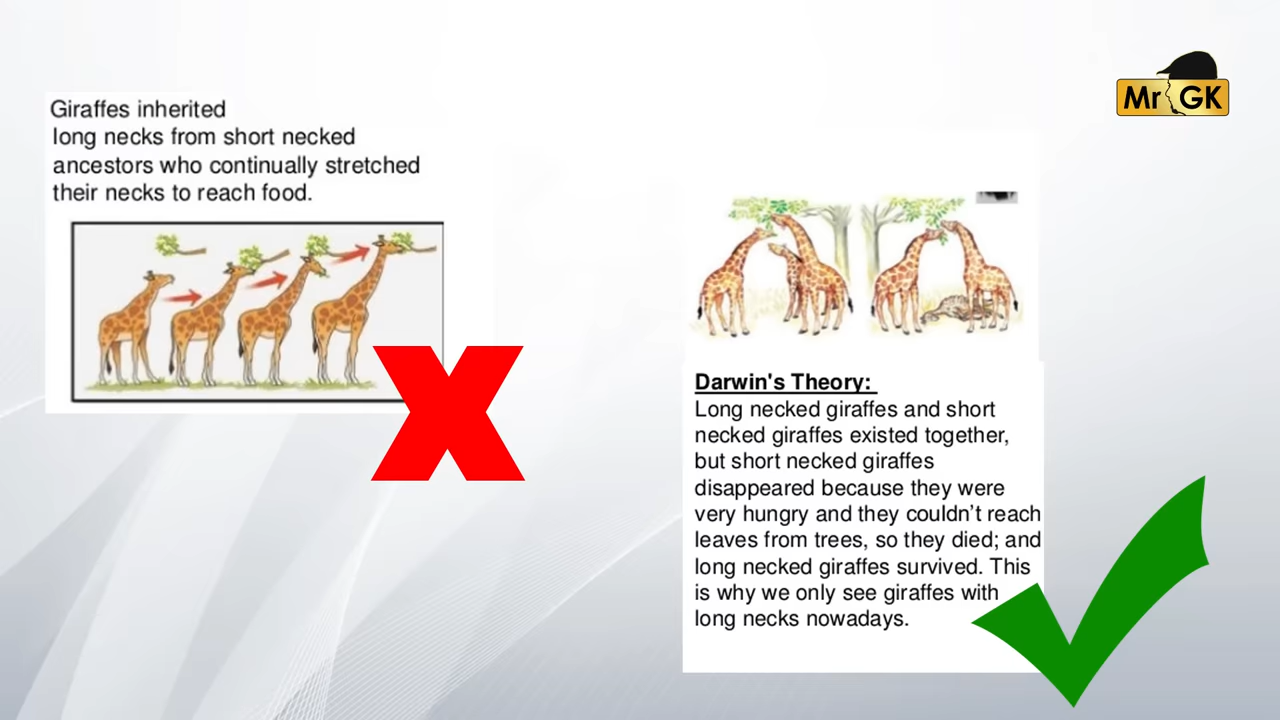 Giraffes inherited
long necks from short necked
ancestors who continually stretched
their necks to reach food.
Mr GK
Darwin's Theory:
Long necked giraffes and short
necked giraffes existed together,
but short necked giraffes
disappeared because they were
very hungry and they couldn’t reach
leaves from trees, so they died; and
long necked giraffes survived. This
is why we only see giraffes with
long necks nowadays.